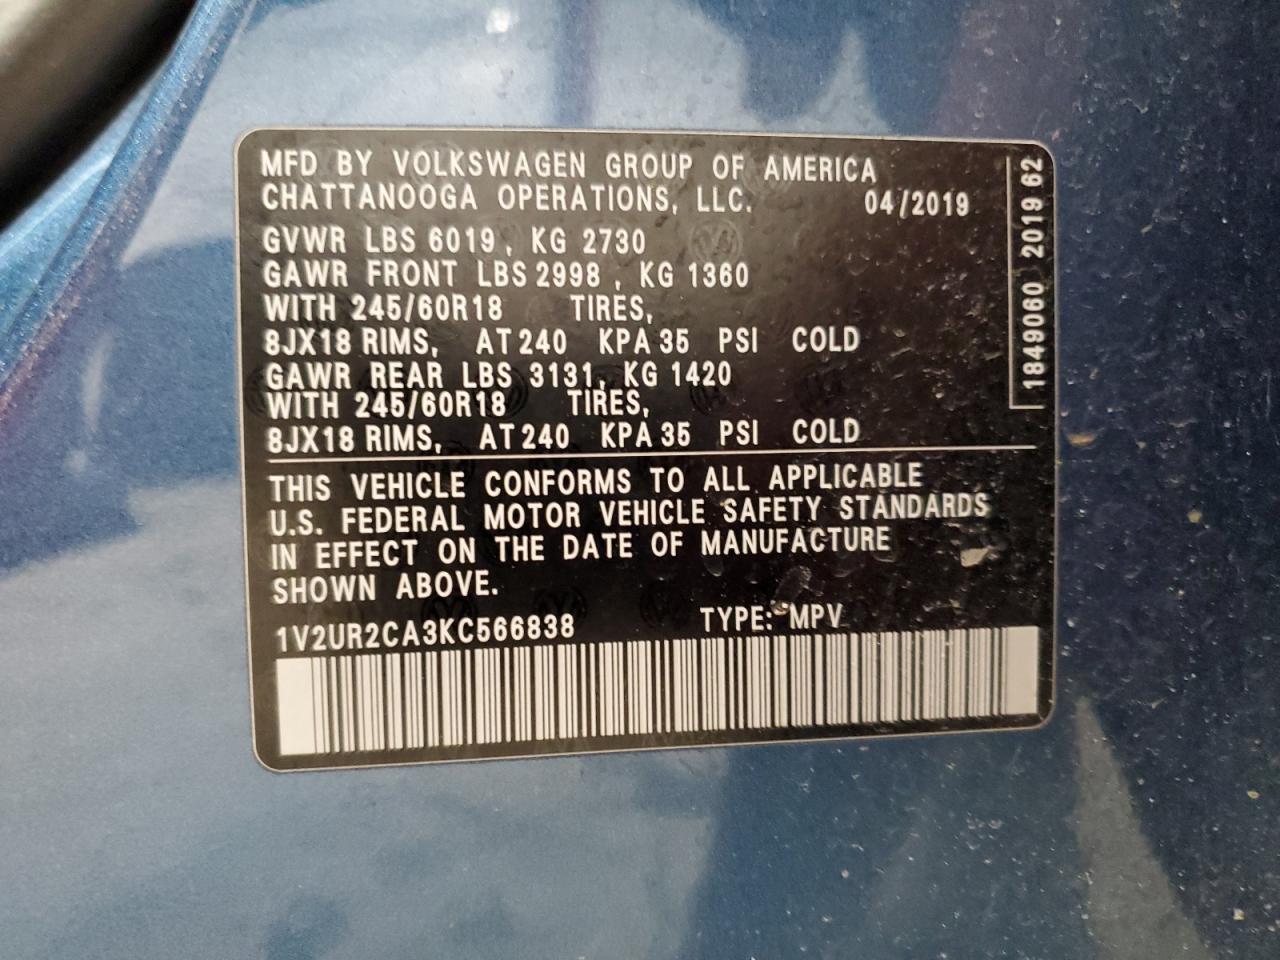 MFD BY VOLKSWAGEN GROUP OF AMERICA
CHATTANOOGA OPERATIONS, LLC. 04/2019
GVWR LBS 6019, KG 2730
GAWR FRONT LBS 2998, KG 1360
WITH 245/60R18 TIRES,
8JX18 RIMS, AT 240 KPA 35 PSI COLD
GAWR REAR LBS 3131, KG 1420
WITH 245/60R18 TIRES,
8JX18 RIMS, AT 240 KPA 35 PSI COLD
THIS VEHICLE CONFORMS TO ALL APPLICABLE
U.S. FEDERAL MOTOR VEHICLE SAFETY STANDARDS
IN EFFECT ON THE DATE OF MANUFACTURE
SHOWN ABOVE.
1V2UR2CA3KC566838 TYPE: MPV
1849060 2019 62